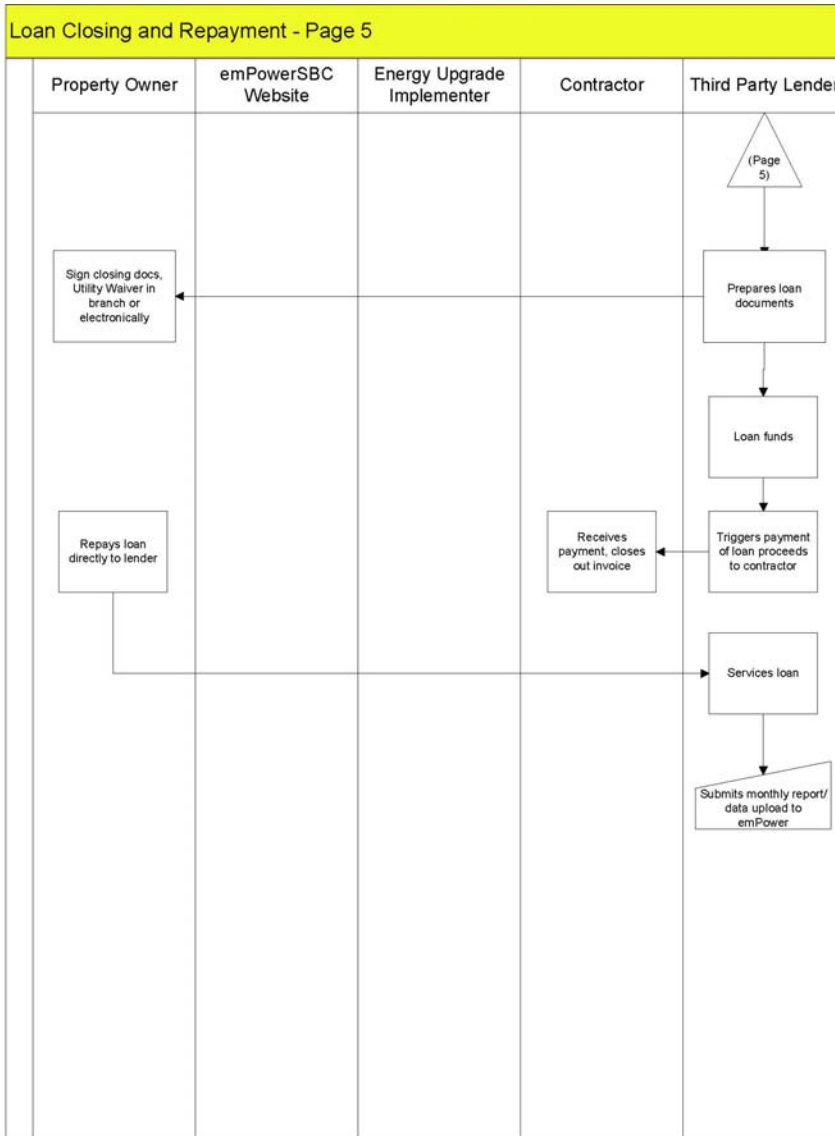 Loan Closing and Repayment - Page 5
Property Owner
emPowerSBC
Website
Energy Upgrade
Implementer
Contractor
Third Party Lender
(Page
5)
Sign closing docs,
Utility Waiver in
branch or
electronically
Prepares loan
documents
Loan funds
Repays loan
directly to lender
Receives
payment, closes
out invoice
Triggers payment
of loan proceeds
to contractor
Services loan
Submits monthly report/
data upload to
emPower